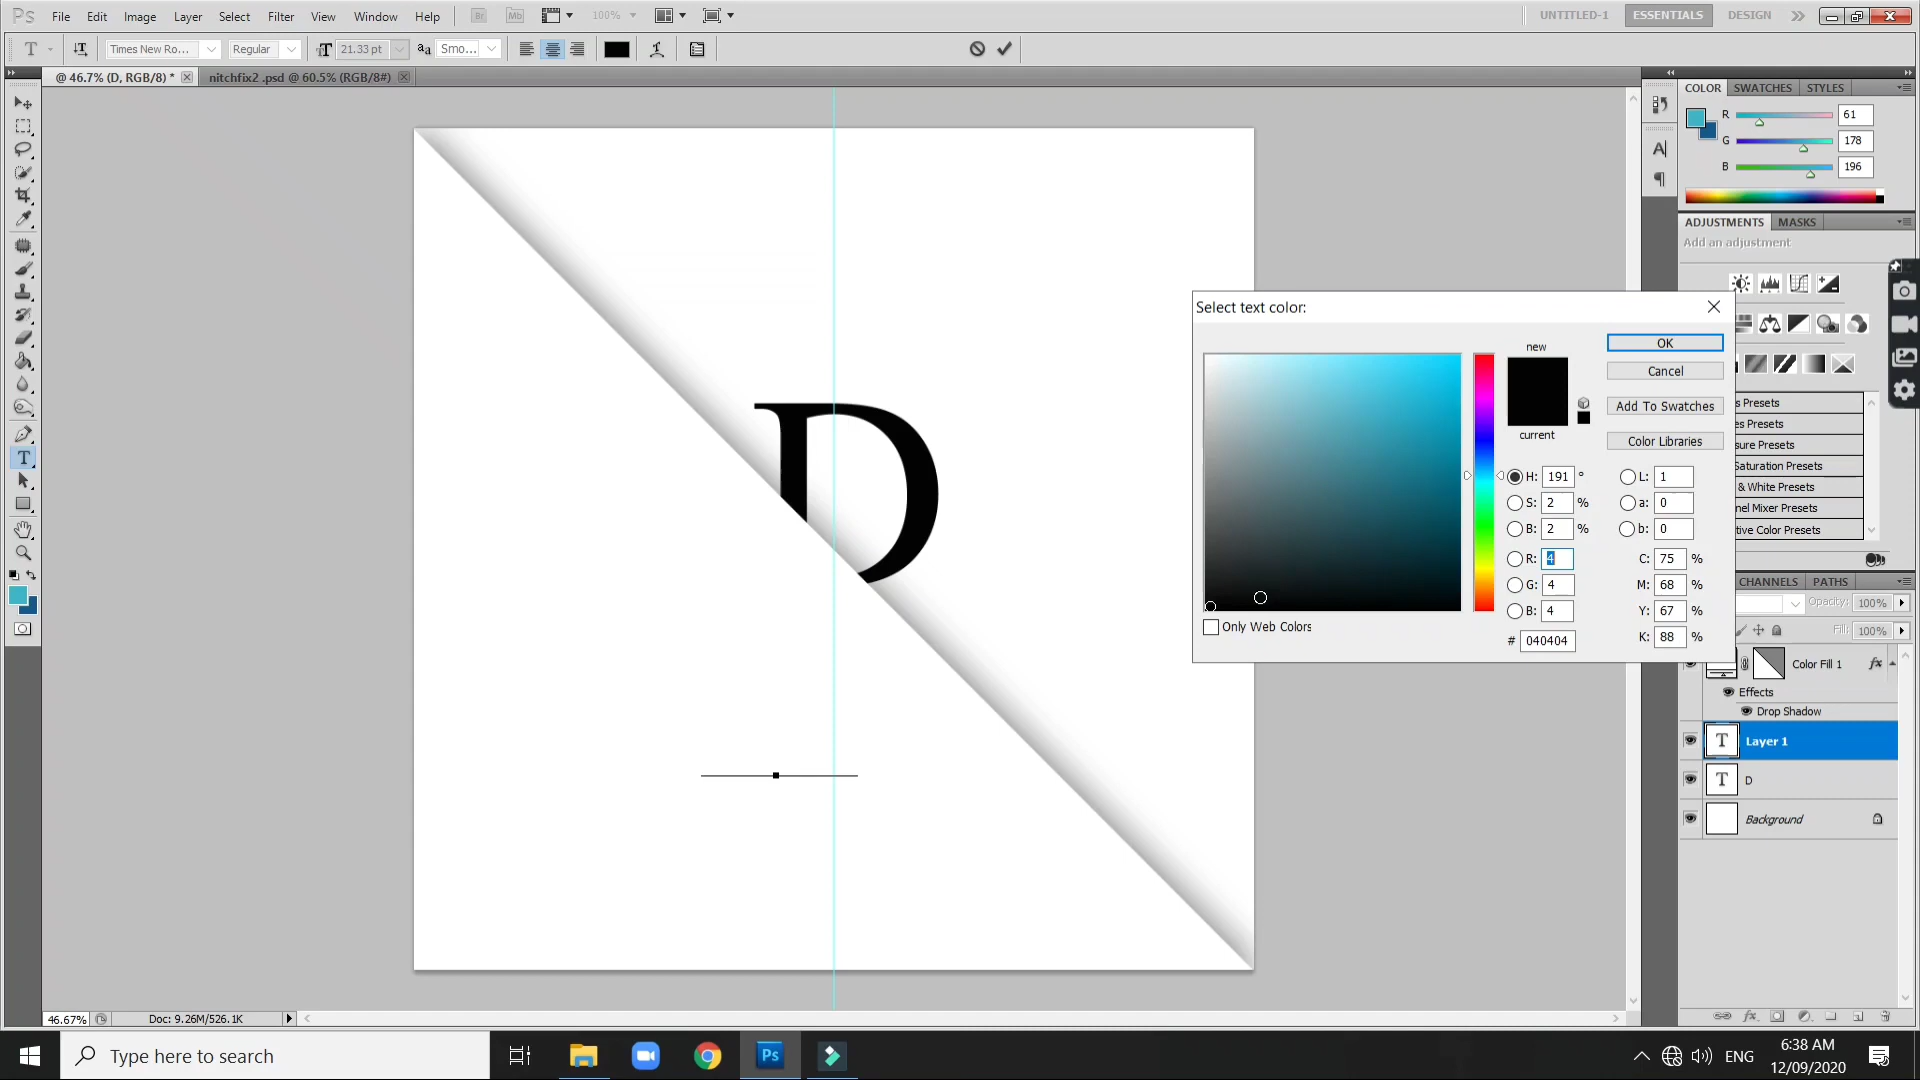 Ps File Edit Image Layer Select Filter View Window Help Br Mb 100% UNTITLED-1 ESSENTIALS DESIGN
T Times New Ro... Regular 21.33 pt aa Smo...
@ 46.7% (D, RGB/8) * nitchfix2 .psd @ 60.5% (RGB/8#)
COLOR SWATCHES STYLES
R 61
G 178
B 196
ADJUSTMENTS MASKS
Add an adjustment
Select text color:
new
OK
current
Cancel
Add To Swatches
Color Libraries
H: 191 ° L: 1
S: 2 % a: 0
B: 2 % b: 0
R: 4 C: 75 %
G: 4 M: 68 %
B: 4 Y: 67 %
# 040404 K: 88 %
Only Web Colors
s Presets
es Presets
sure Presets
Saturation Presets
& White Presets
nel Mixer Presets
tive Color Presets
CHANNELS PATHS
Opacity: 100%
Fill: 100%
Color Fill 1 fx
Effects
Drop Shadow
T Layer 1
T D
Background
D
46.67% Doc: 9.26M/526.1K
Type here to search
Ps
ENG
6:38 AM
12/09/2020